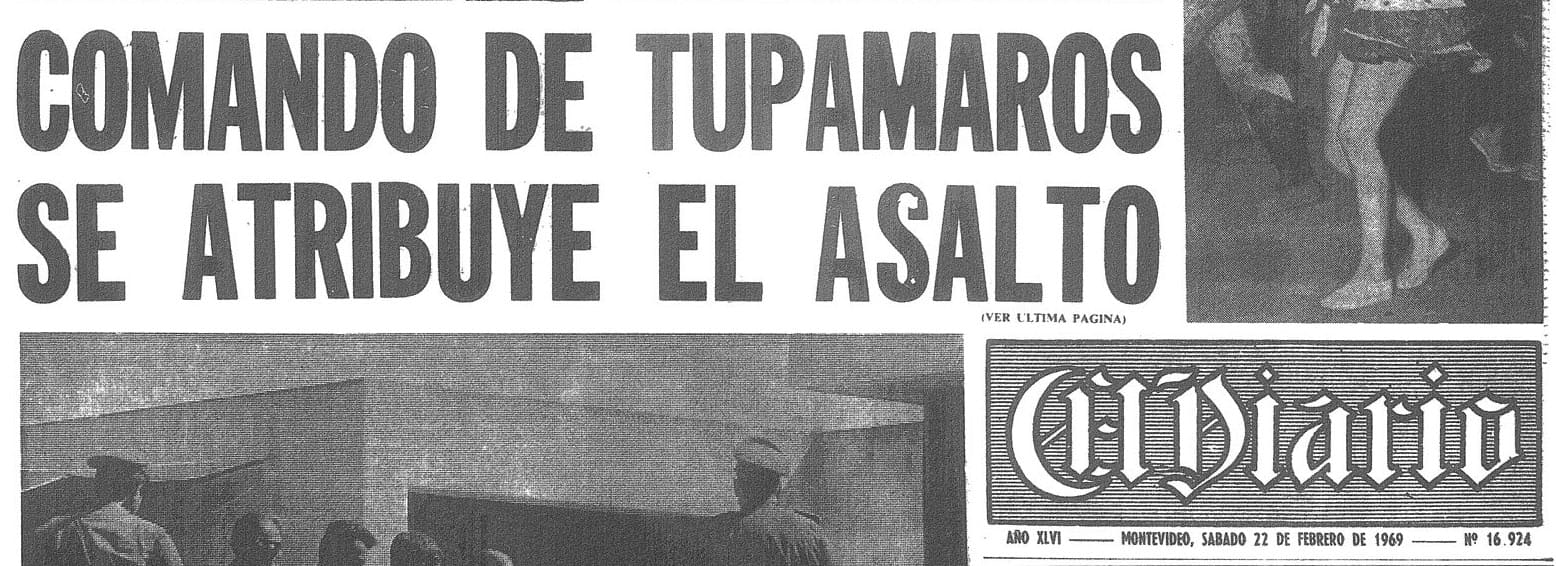 COMANDO DE TUPAMAROS
SE ATRIBUYE EL ASALTO
(VER ULTIMA PAGINA)
El Diario
AÑO XLVI — MONTEVIDEO, SABADO 22 DE FEBRERO DE 1969 — Nº 16.924